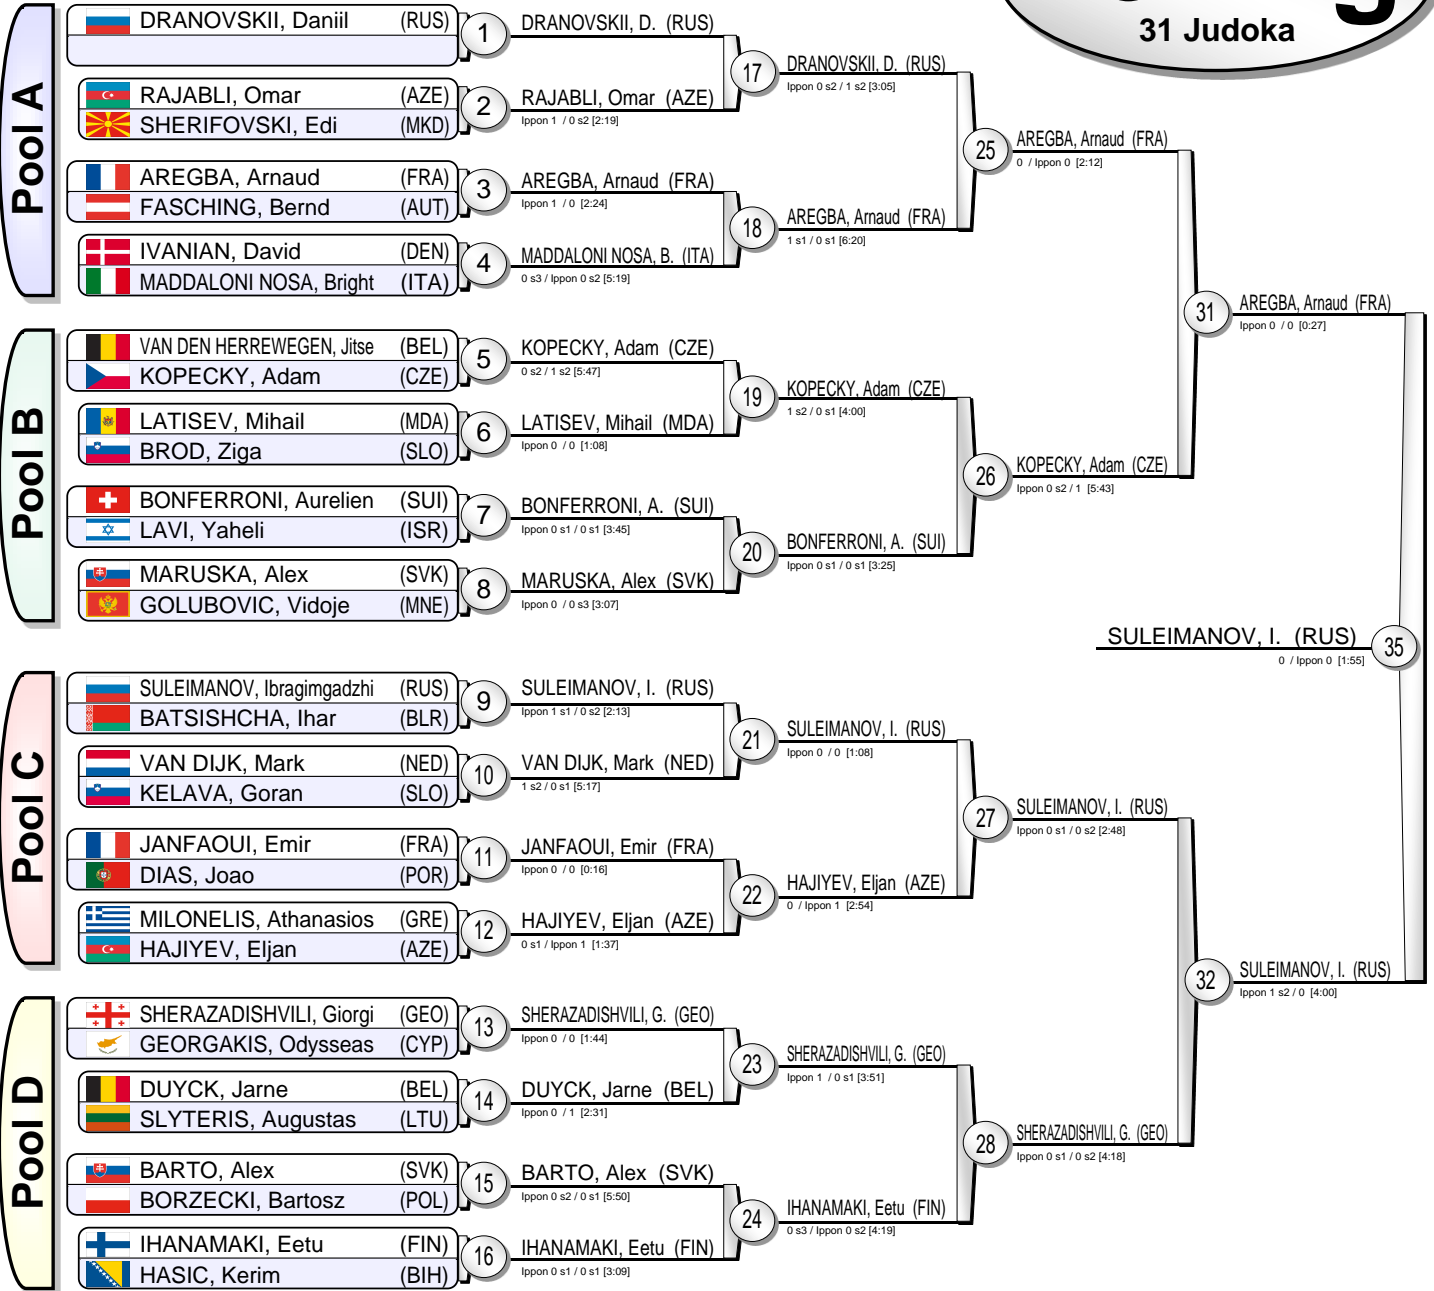 31 Judoka
Pool A
DRANOVSKII, Daniil (RUS)
1
RAJABLI, Omar (AZE)
SHERIFOVSKI, Edi (MKD)
2
AREGBA, Arnaud (FRA)
FASCHING, Bernd (AUT)
3
IVANIAN, David (DEN)
MADDALONI NOSA, Bright (ITA)
4
Pool B
VAN DEN HERREWEGEN, Jitse (BEL)
KOPECKY, Adam (CZE)
5
LATISEV, Mihail (MDA)
BROD, Ziga (SLO)
6
BONFERRONI, Aurelien (SUI)
LAVI, Yaheli (ISR)
7
MARUSKA, Alex (SVK)
GOLUBOVIC, Vidoje (MNE)
8
Pool C
SULEIMANOV, Ibragimgadzhi (RUS)
BATSISHCHA, Ihar (BLR)
9
VAN DIJK, Mark (NED)
KELAVA, Goran (SLO)
10
JANFAOUI, Emir (FRA)
DIAS, Joao (POR)
11
MILONELIS, Athanasios (GRE)
HAJIYEV, Eljan (AZE)
12
Pool D
SHERAZADISHVILI, Giorgi (GEO)
GEORGAKIS, Odysseas (CYP)
13
DUYCK, Jarne (BEL)
SLYTERIS, Augustas (LTU)
14
BARTO, Alex (SVK)
BORZECKI, Bartosz (POL)
15
IHANAMAKI, Eetu (FIN)
HASIC, Kerim (BIH)
16
DRANOVSKII, D. (RUS)
RAJABLI, Omar (AZE)
Ippon 1 / 0 s2 [2:19]
17
AREGBA, Arnaud (FRA)
Ippon 1 / 0 [2:24]
MADDALONI NOSA, B. (ITA)
0 s3 / Ippon 0 s2 [5:19]
18
KOPECKY, Adam (CZE)
0 s2 / 1 s2 [5:47]
LATISEV, Mihail (MDA)
Ippon 0 / 0 [1:08]
19
BONFERRONI, A. (SUI)
Ippon 0 s1 / 0 s1 [3:45]
MARUSKA, Alex (SVK)
Ippon 0 / 0 s3 [3:07]
20
SULEIMANOV, I. (RUS)
Ippon 1 s1 / 0 s2 [2:13]
VAN DIJK, Mark (NED)
1 s2 / 0 s1 [5:17]
21
JANFAOUI, Emir (FRA)
Ippon 0 / 0 [0:16]
HAJIYEV, Eljan (AZE)
0 s1 / Ippon 1 [1:37]
22
SHERAZADISHVILI, G. (GEO)
Ippon 0 / 0 [1:44]
DUYCK, Jarne (BEL)
Ippon 0 / 1 [2:31]
23
BARTO, Alex (SVK)
Ippon 0 s2 / 0 s1 [5:50]
IHANAMAKI, Eetu (FIN)
Ippon 0 s1 / 0 s1 [3:09]
24
DRANOVSKII, D. (RUS)
Ippon 0 s2 / 1 s2 [3:05]
AREGBA, Arnaud (FRA)
1 s1 / 0 s1 [6:20]
25
KOPECKY, Adam (CZE)
1 s2 / 0 s1 [4:00]
BONFERRONI, A. (SUI)
Ippon 0 s1 / 0 s1 [3:25]
26
SULEIMANOV, I. (RUS)
Ippon 0 / 0 [1:08]
HAJIYEV, Eljan (AZE)
0 / Ippon 1 [2:54]
27
SHERAZADISHVILI, G. (GEO)
Ippon 1 / 0 s1 [3:51]
IHANAMAKI, Eetu (FIN)
0 s3 / Ippon 0 s2 [4:19]
28
AREGBA, Arnaud (FRA)
0 / Ippon 0 [2:12]
KOPECKY, Adam (CZE)
Ippon 0 s2 / 1 [5:43]
31
SULEIMANOV, I. (RUS)
Ippon 0 s1 / 0 s2 [2:48]
SHERAZADISHVILI, G. (GEO)
Ippon 0 s1 / 0 s2 [4:18]
32
AREGBA, Arnaud (FRA)
Ippon 0 / 0 [0:27]
SULEIMANOV, I. (RUS)
Ippon 1 s2 / 0 [4:00]
SULEIMANOV, I. (RUS)
0 / Ippon 0 [1:55]
35